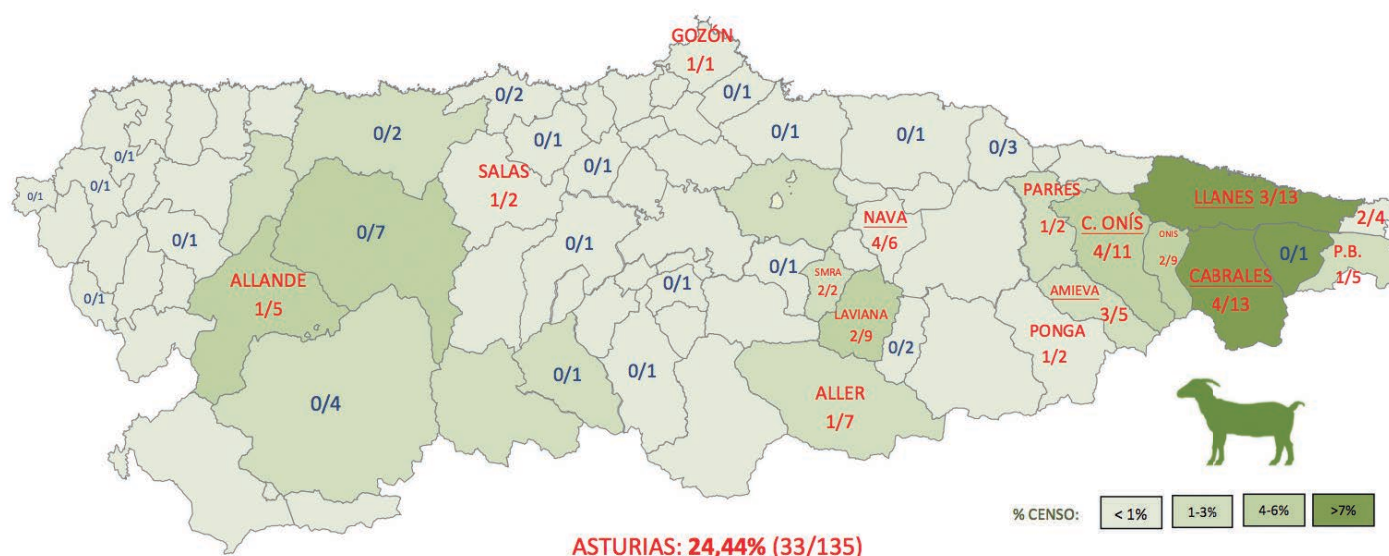 GOZÓN
1/1
0/2
0/1
0/2
0/1
0/1
0/1
0/3
0/1
0/1
0/1
0/1
SALAS
1/2
PARRES
1/2
LLANES 3/13
2/4
NAVA
4/6
C. ONÍS
4/11
ONIS
2/9
0/1
0/7
0/1
0/1
P.B.
1/5
ALLANDE
1/5
0/1
SMRA
2/2
CABRALES
4/13
0/1
LAVIANA
2/9
AMIEVA
3/5
0/2
PONGA
1/2
0/4
0/1
0/1
ALLER
1/7
% CENSO:
< 1%
1-3%
4-6%
>7%
ASTURIAS: 24,44% (33/135)